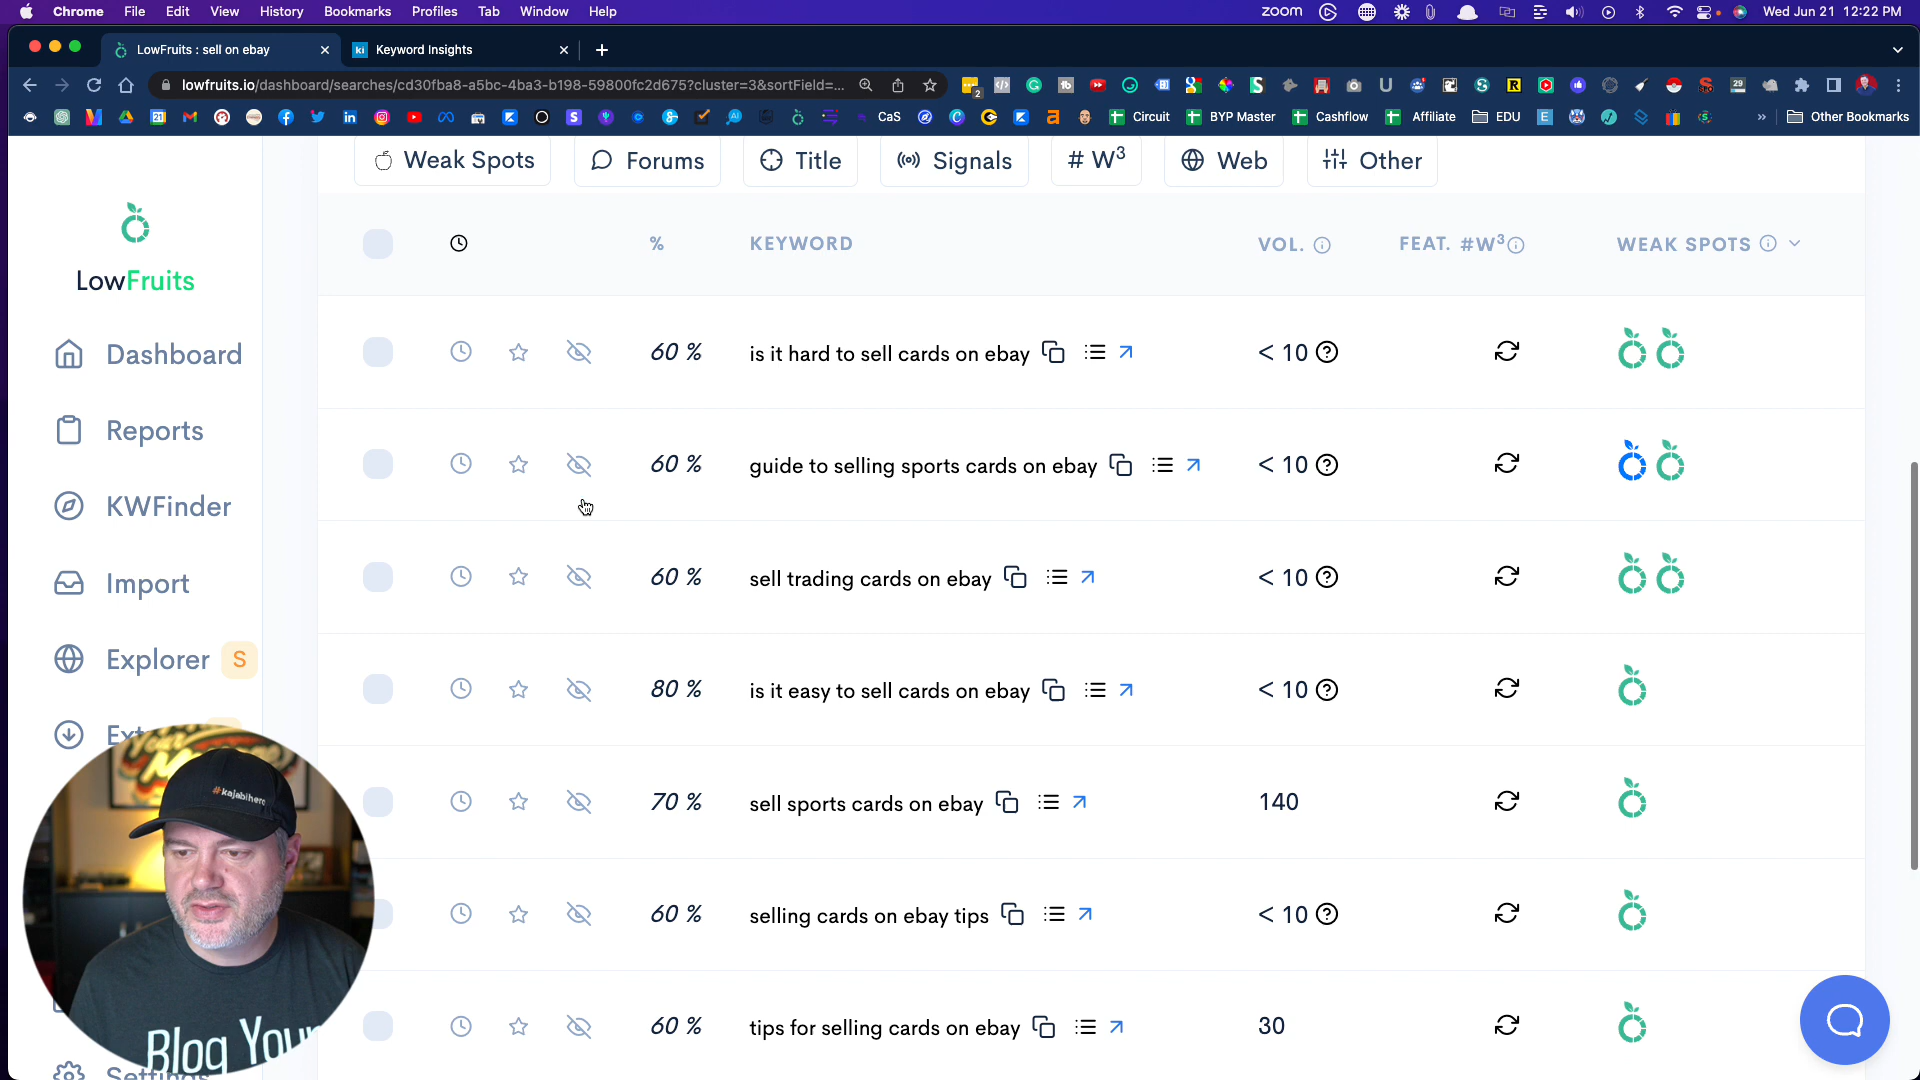 Chrome File Edit View History Bookmarks Profiles Tab Window Help zoom Wed Jun 21 12:22 PM
LowFruits : sell on ebay Keyword Insights
lowfruits.io/dashboard/searches/cd30fba8-a5bc-4ba3-b198-59800fc2d675?cluster=3&sortField=...
CaS Circuit BYP Master Cashflow Affiliate EDU » Other Bookmarks
Weak Spots Forums Title Signals # W³ Web Other
LowFruits
Dashboard
Reports
KWFinder
Import
Explorer S
Ext
Settings
% KEYWORD VOL. FEAT. #W³ WEAK SPOTS
60 % is it hard to sell cards on ebay < 10
60 % guide to selling sports cards on ebay < 10
60 % sell trading cards on ebay < 10
80 % is it easy to sell cards on ebay < 10
70 % sell sports cards on ebay 140
60 % selling cards on ebay tips < 10
60 % tips for selling cards on ebay 30
#kajabihero
Blog You